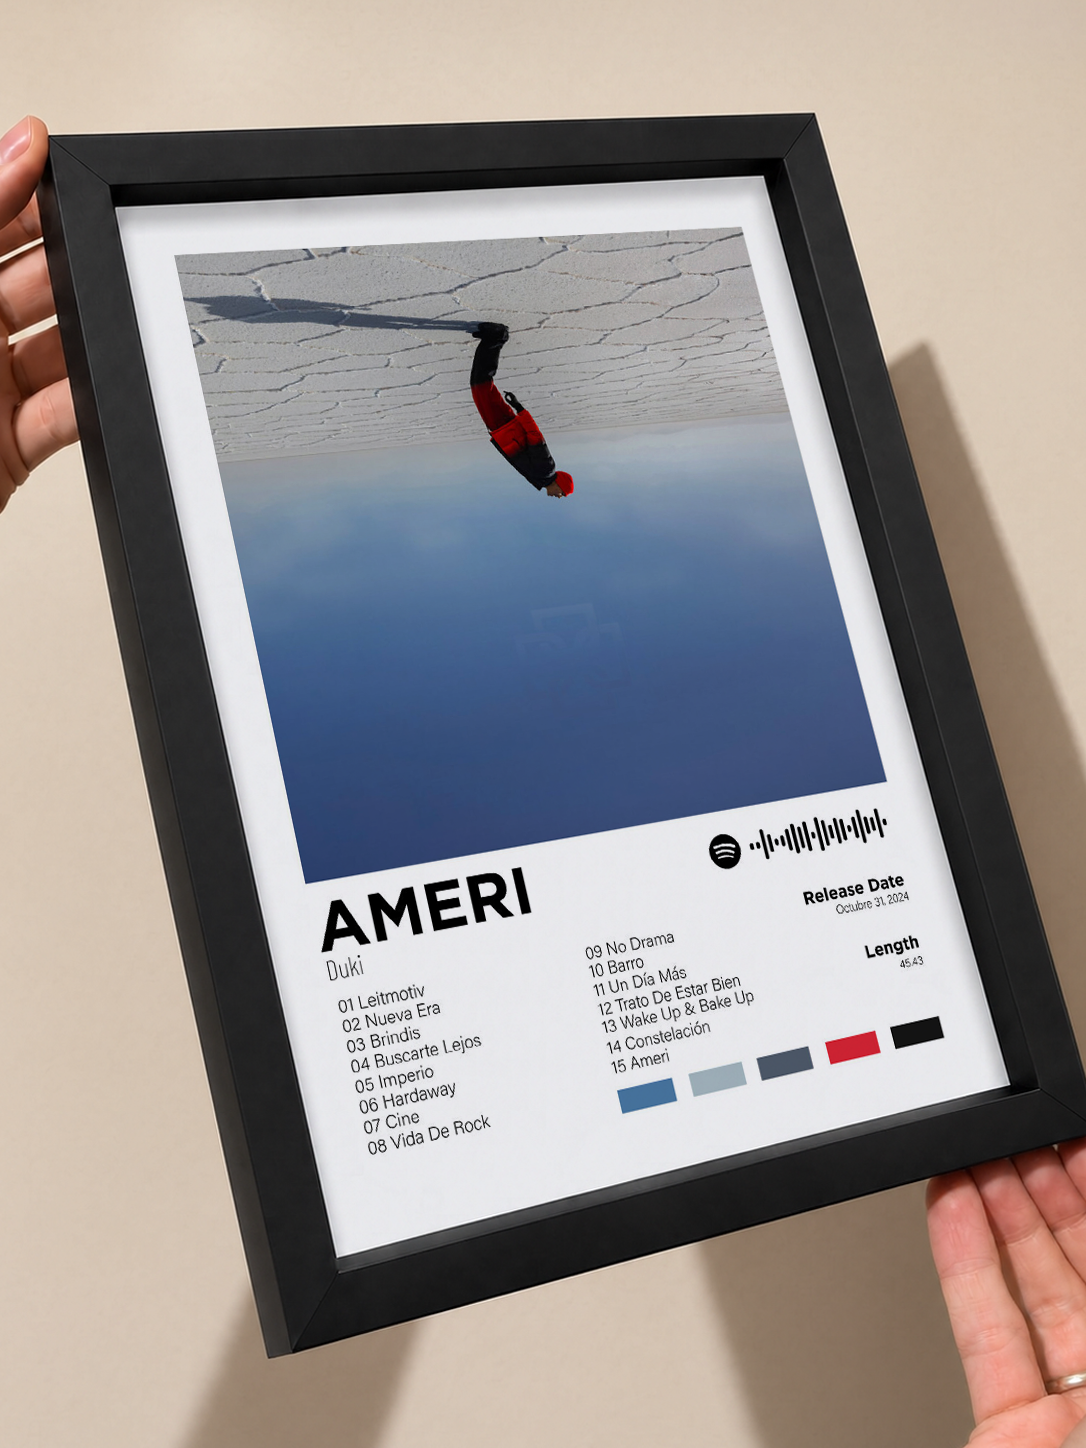 AMERI
Duki
01 Leitmotiv
02 Nueva Era
03 Brindis
04 Buscarte Lejos
05 Imperio
06 Hardaway
07 Cine
08 Vida De Rock
09 No Drama
10 Barro
11 Un Día Más
12 Trato De Estar Bien
13 Wake Up & Bake Up
14 Constelación
15 Ameri
Release Date
Octubre 31, 2024
Length
45:43